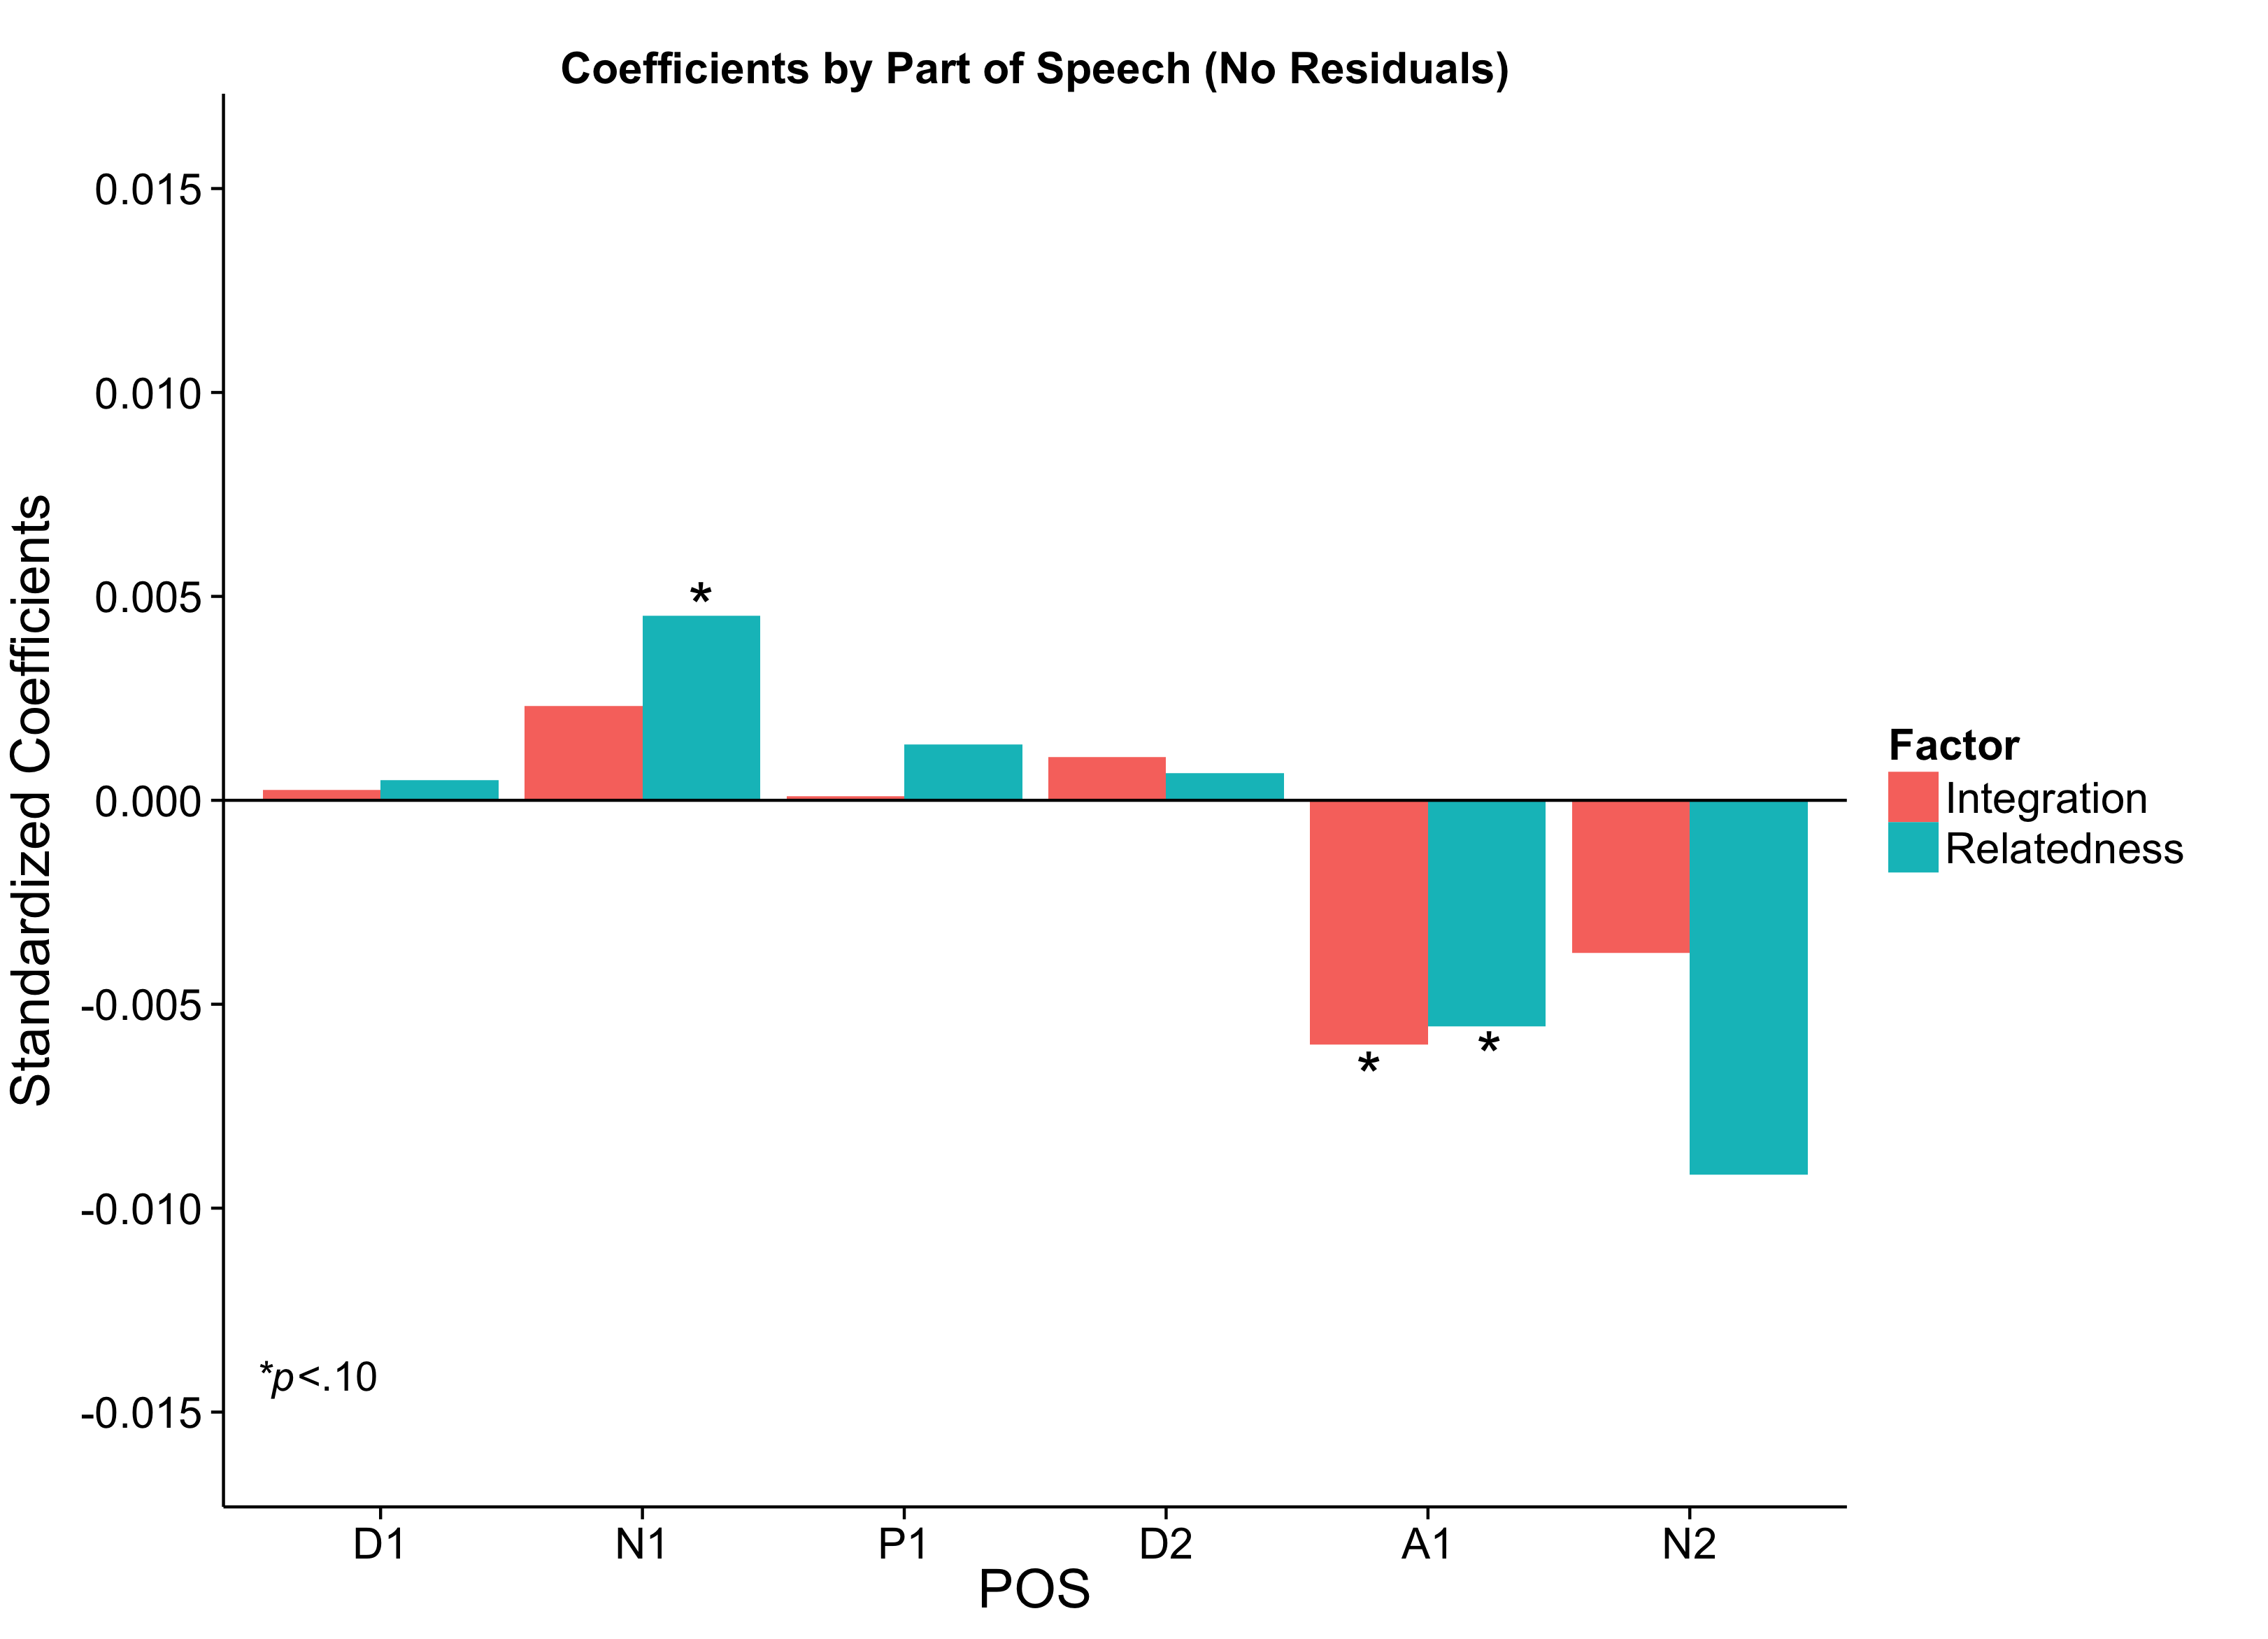 Coefficients by Part of Speech (No Residuals)
Standardized Coefficients
0.015
0.010
0.005
0.000
-0.005
-0.010
-0.015
*
*
*
*p<.10
D1 N1 P1 D2 A1 N2
POS
Factor
Integration
Relatedness